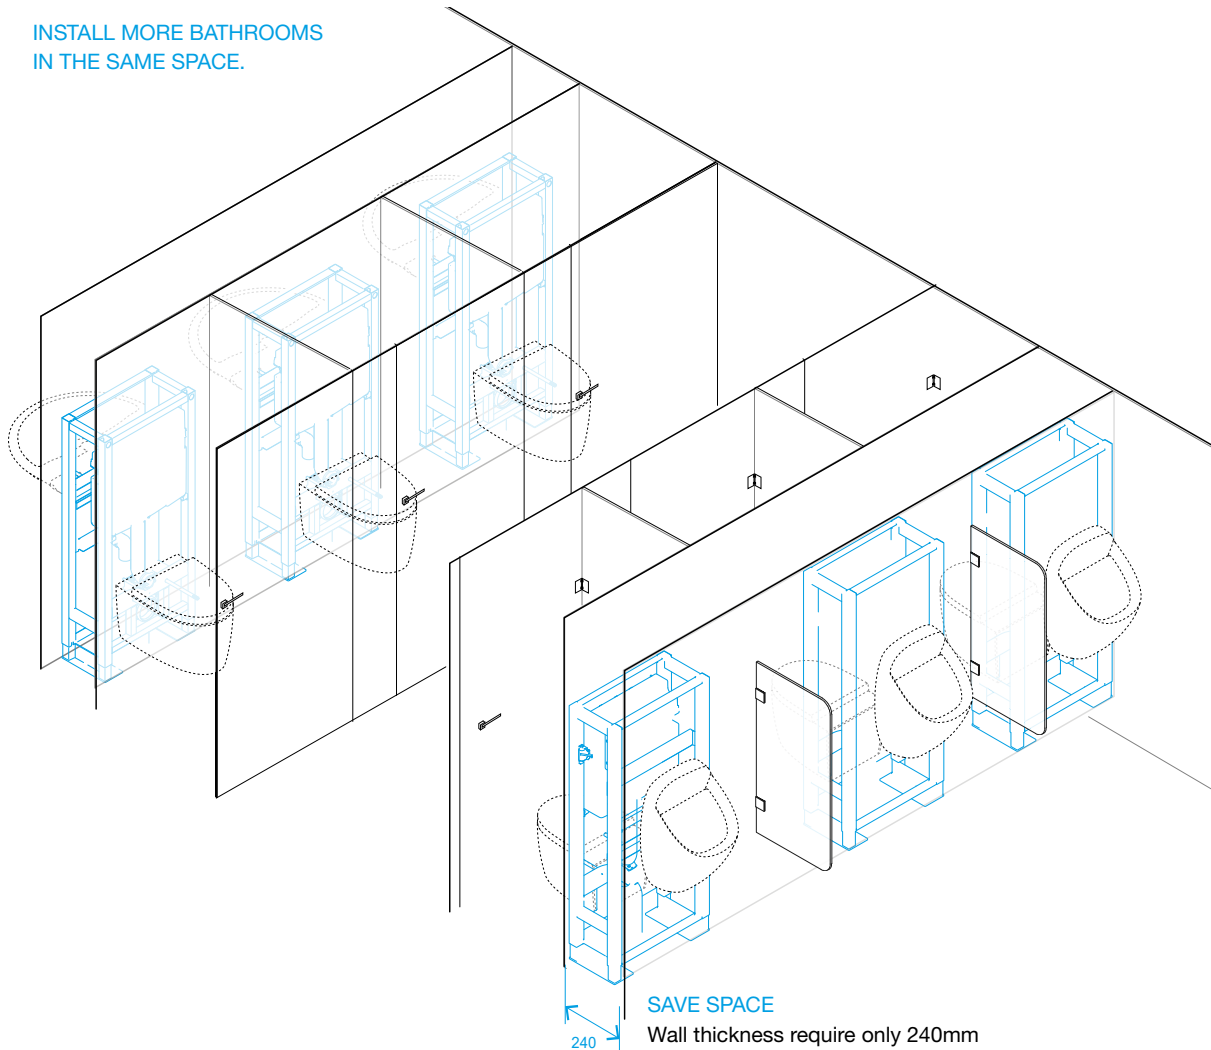 INSTALL MORE BATHROOMS
IN THE SAME SPACE.
SAVE SPACE
Wall thickness require only 240mm
240